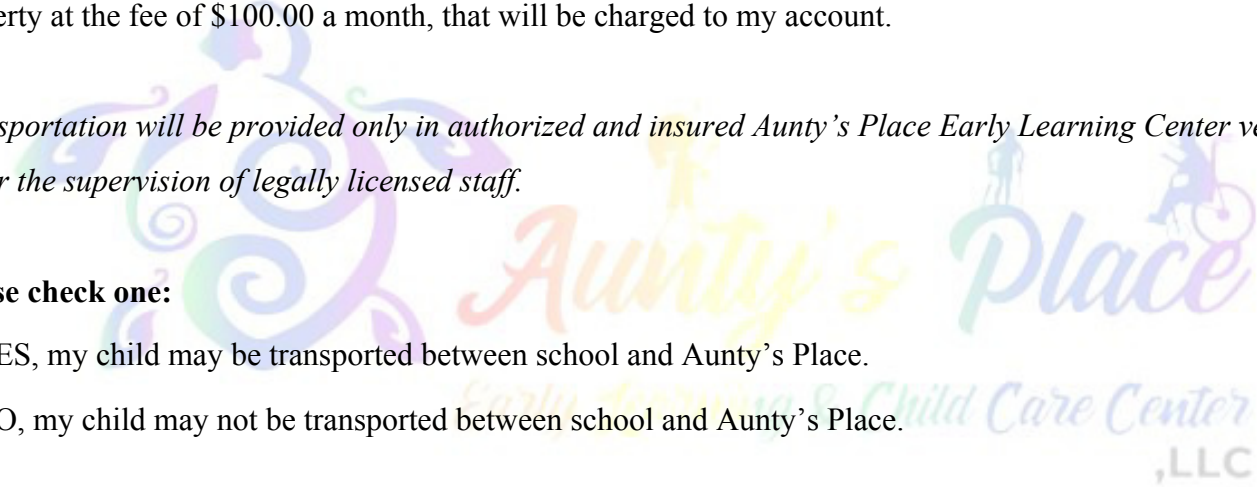 erty at the fee of $100.00 a month, that will be charged to my account.
sportation will be provided only in authorized and insured Aunty’s Place Early Learning Center ve
r the supervision of legally licensed staff.
Aunty's Place
se check one:
ES, my child may be transported between school and Aunty’s Place.
Early Learning & Child Care Center
O, my child may not be transported between school and Aunty’s Place.
,LLC